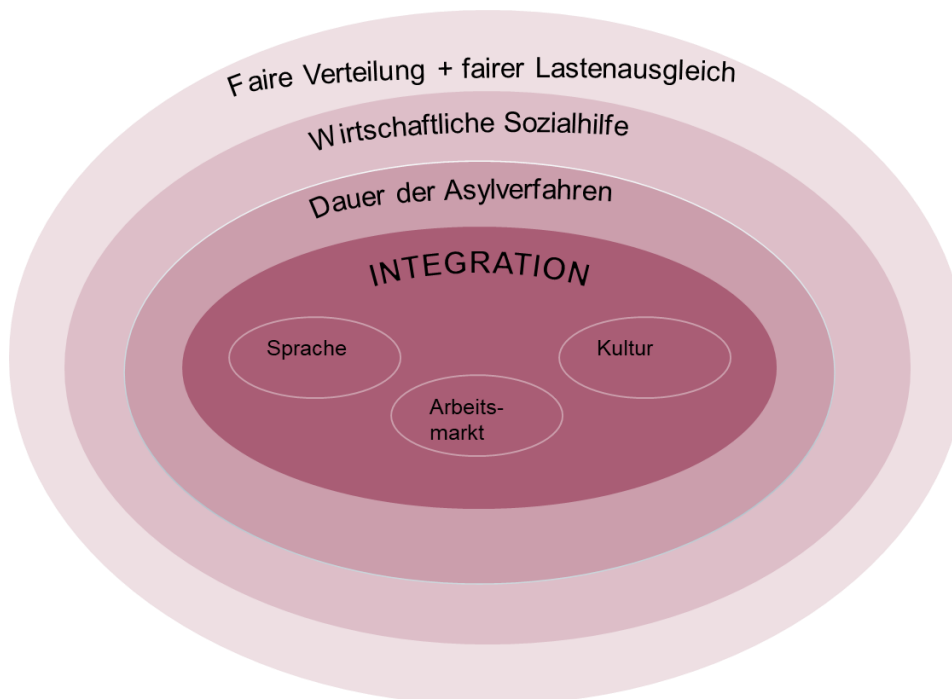 Faire Verteilung + fairer Lastenausgleich
Wirtschaftliche Sozialhilfe
Dauer der Asylverfahren
INTEGRATION
Sprache
Kultur
Arbeits-
markt